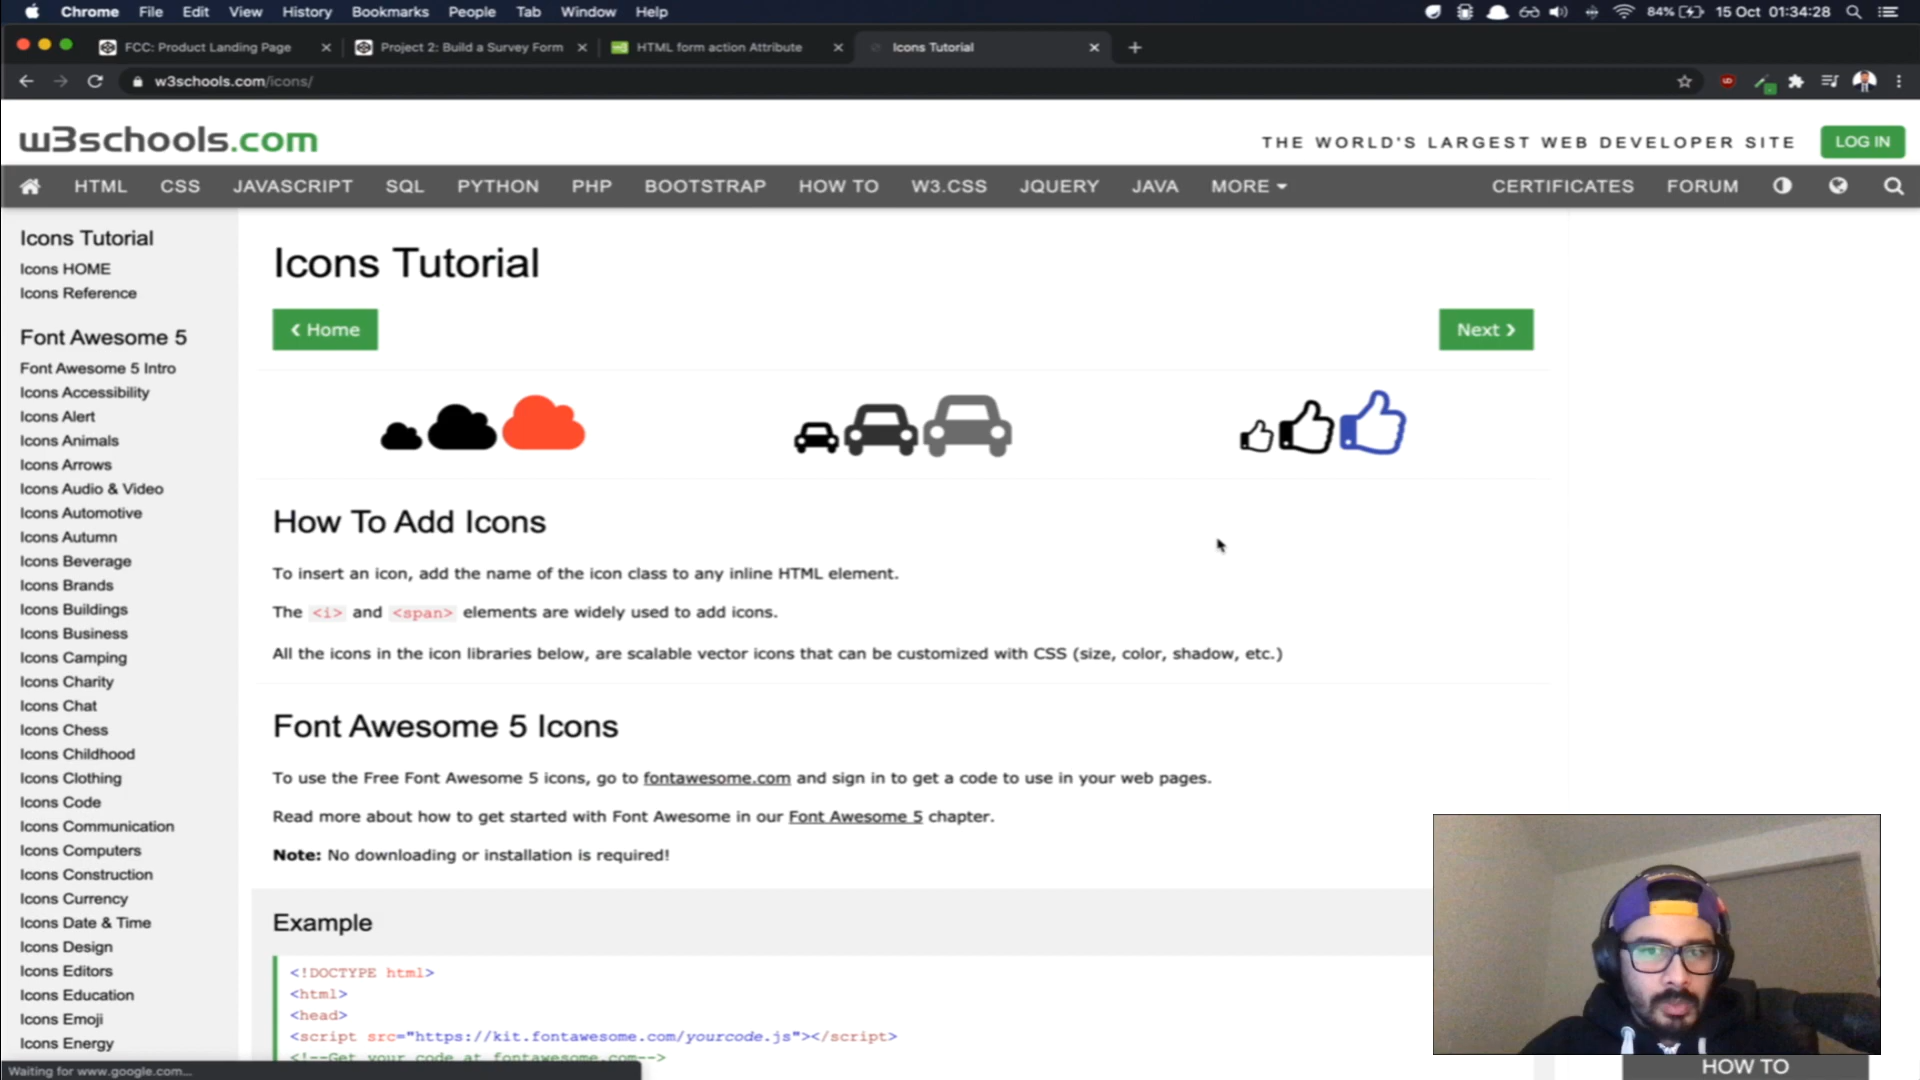 Chrome File Edit View History Bookmarks People Tab Window Help
84% 15 Oct 01:34:28
FCC: Product Landing Page
Project 2: Build a Survey Form
HTML form action Attribute
Icons Tutorial
w3schools.com/icons/
w3schools.com
THE WORLD'S LARGEST WEB DEVELOPER SITE
LOG IN
HTML CSS JAVASCRIPT SQL PYTHON PHP BOOTSTRAP HOW TO W3.CSS JQUERY JAVA MORE CERTIFICATES FORUM
Icons Tutorial
Icons HOME
Icons Reference
Font Awesome 5
Font Awesome 5 Intro
Icons Accessibility
Icons Alert
Icons Animals
Icons Arrows
Icons Audio & Video
Icons Automotive
Icons Autumn
Icons Beverage
Icons Brands
Icons Buildings
Icons Business
Icons Camping
Icons Charity
Icons Chat
Icons Chess
Icons Childhood
Icons Clothing
Icons Code
Icons Communication
Icons Computers
Icons Construction
Icons Currency
Icons Date & Time
Icons Design
Icons Editors
Icons Education
Icons Emoji
Icons Energy
Icons Tutorial
❮ Home
Next ❯
How To Add Icons
To insert an icon, add the name of the icon class to any inline HTML element.
The <i> and <span> elements are widely used to add icons.
All the icons in the icon libraries below, are scalable vector icons that can be customized with CSS (size, color, shadow, etc.)
Font Awesome 5 Icons
To use the Free Font Awesome 5 icons, go to fontawesome.com and sign in to get a code to use in your web pages.
Read more about how to get started with Font Awesome in our Font Awesome 5 chapter.
Note: No downloading or installation is required!
Example
<!DOCTYPE html>
<html>
<head>
<script src="https://kit.fontawesome.com/yourcode.js"></script>
<!--Get your code at fontawesome.com-->
HOW TO
Waiting for www.google.com...